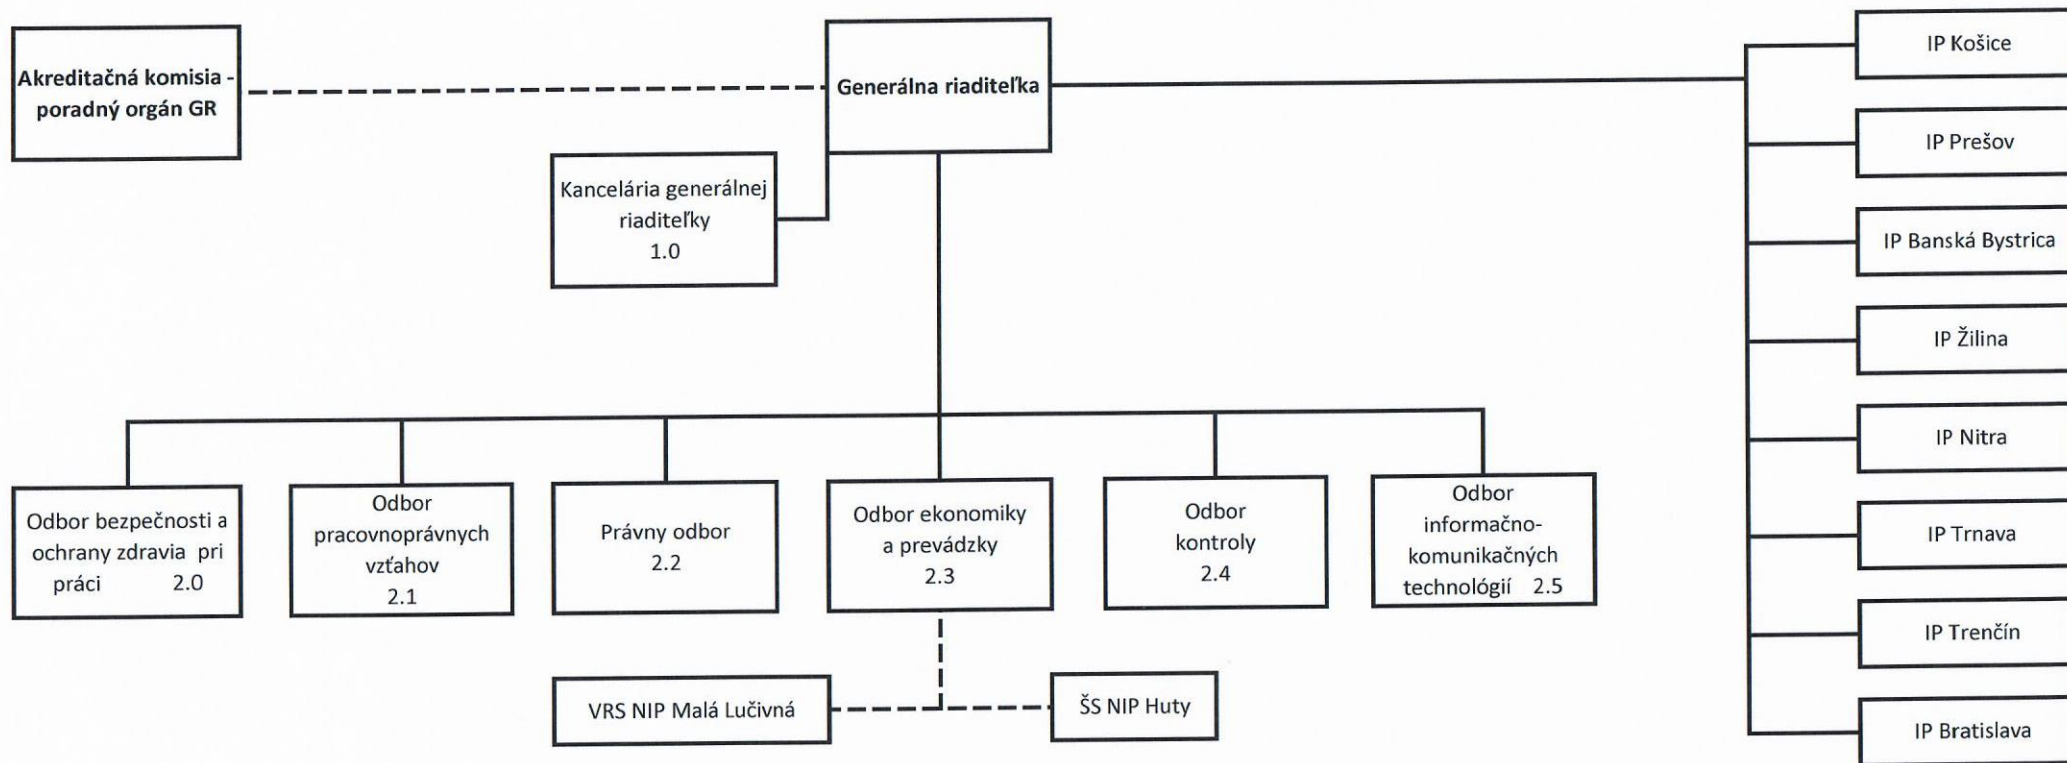 Akreditačná komisia -
poradný orgán GR
Generálna riaditeľka
Kancelária generálnej
riaditeľky
1.0
Odbor bezpečnosti a
ochrany zdravia pri
práci 2.0
Odbor
pracovnoprávnych
vzťahov
2.1
Právny odbor
2.2
Odbor ekonomiky
a prevádzky
2.3
Odbor
kontroly
2.4
Odbor
informačno-
komunikačných
technológií 2.5
VRS NIP Malá Lučivná
ŠS NIP Huty
IP Košice
IP Prešov
IP Banská Bystrica
IP Žilina
IP Nitra
IP Trnava
IP Trenčín
IP Bratislava